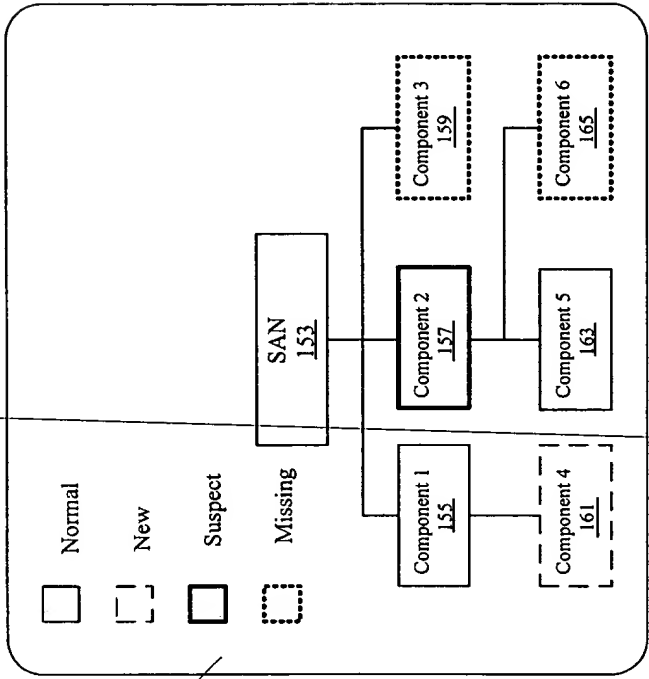 Normal
New
Suspect
Missing
SAN
153
Component 1
155
Component 2
157
Component 3
159
Component 4
161
Component 5
163
Component 6
165